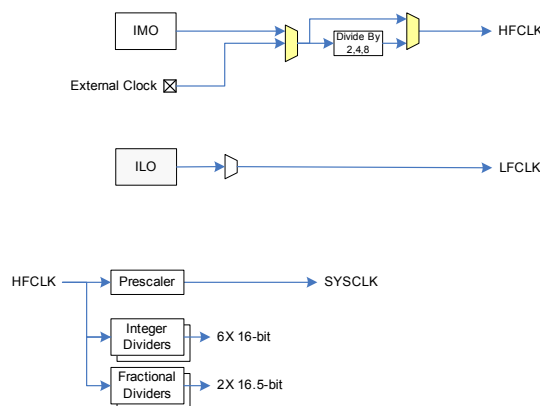 IMO
Divide By
2,4,8
HFCLK
External Clock
ILO
LFCLK
HFCLK
Prescaler
SYSCLK
Integer
Dividers
6X 16-bit
Fractional
Dividers
2X 16.5-bit